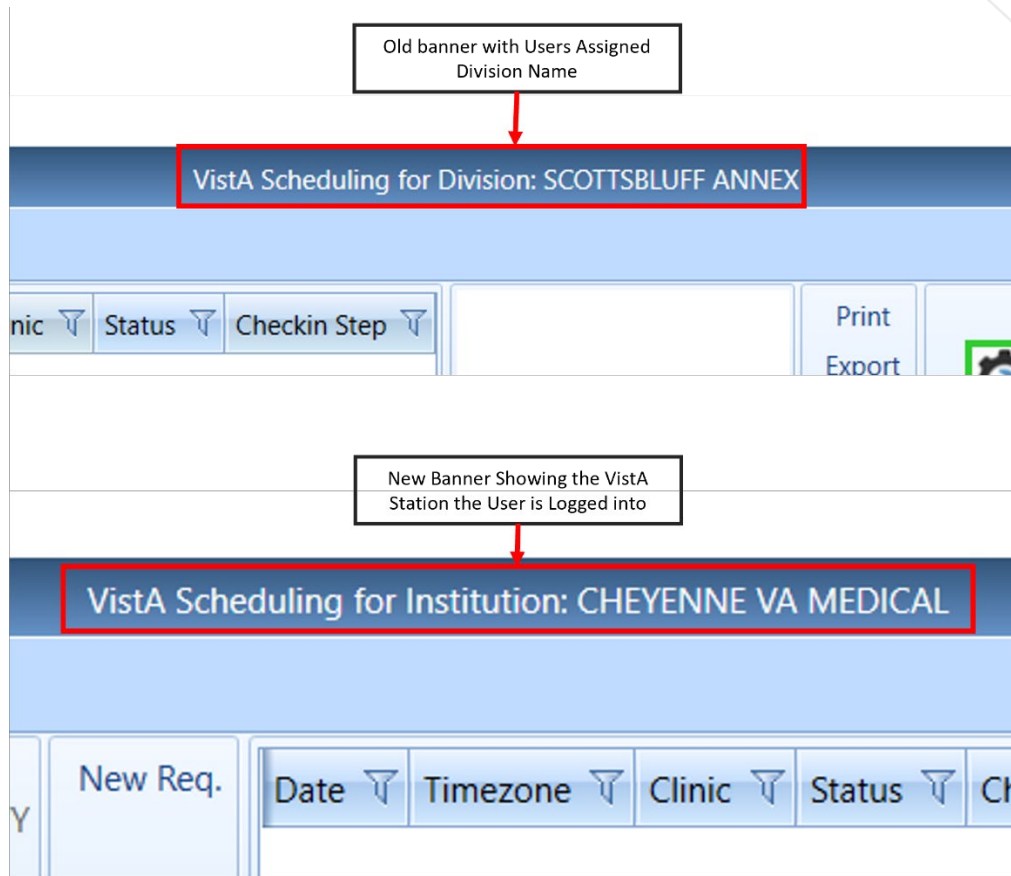 Old banner with Users Assigned
Division Name
VistA Scheduling for Division: SCOTTSBLUFF ANNEX
nic Status Checkin Step
Print
Export
New Banner Showing the VistA
Station the User is Logged into
VistA Scheduling for Institution: CHEYENNE VA MEDICAL
New Req. Date Timezone Clinic Status Ch
Y